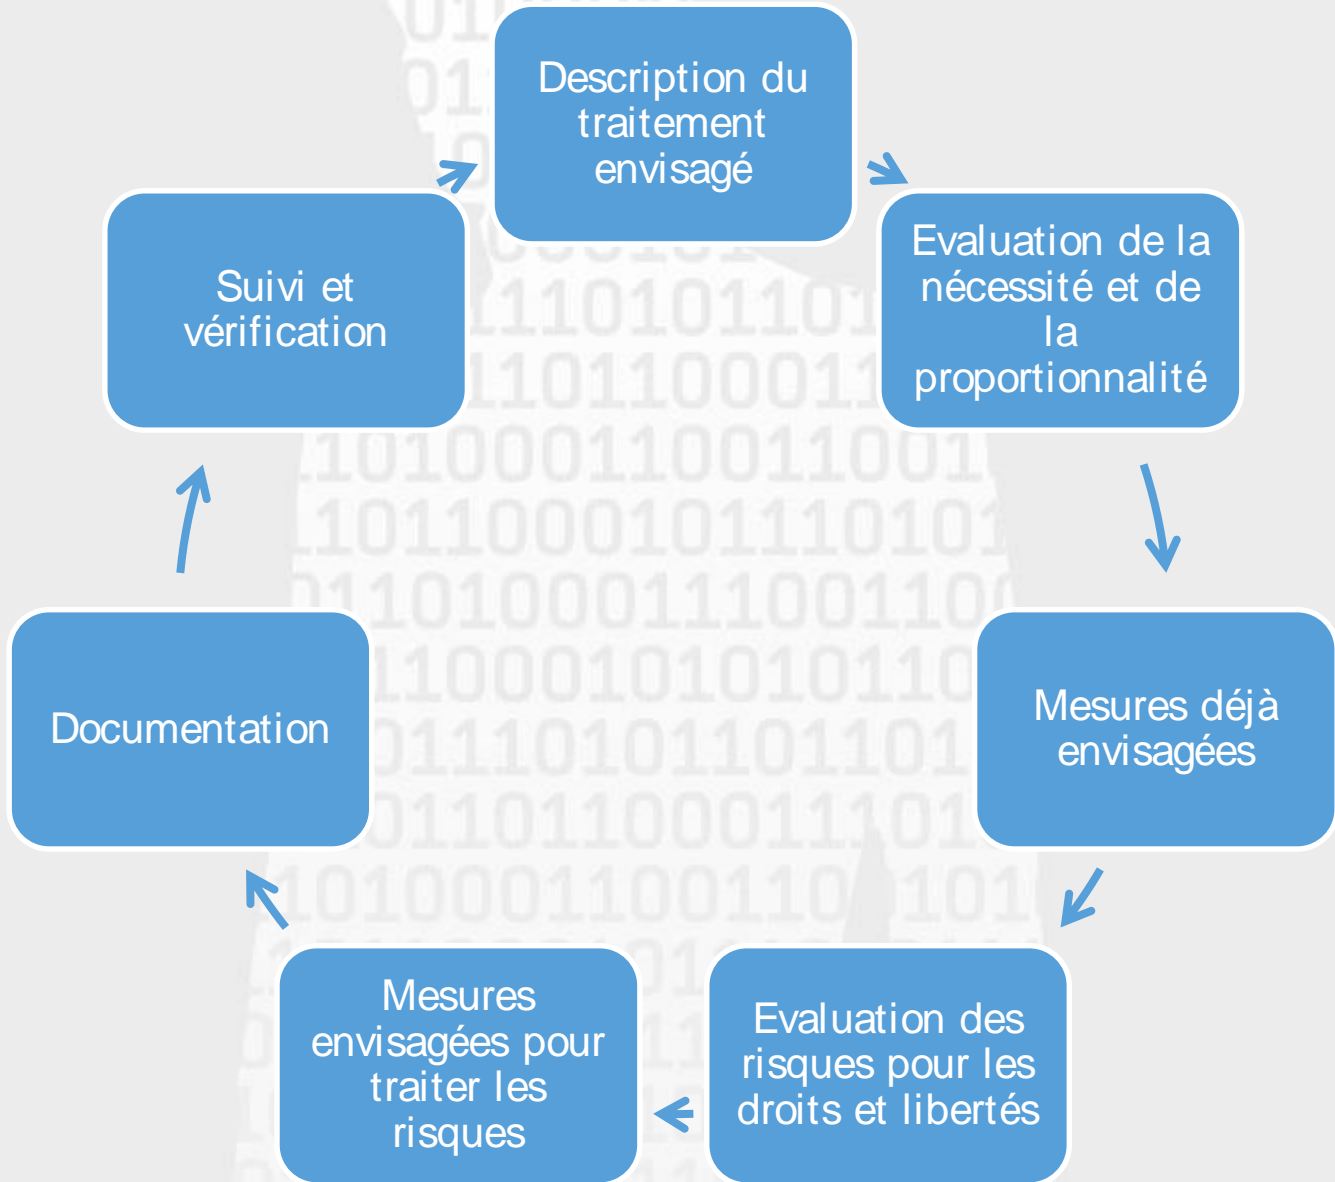 Description du
traitement
envisagé
Evaluation de la
nécessité et de
la
proportionnalité
Mesures déjà
envisagées
Evaluation des
risques pour les
droits et libertés
Mesures
envisagées pour
traiter les
risques
Documentation
Suivi et
vérification